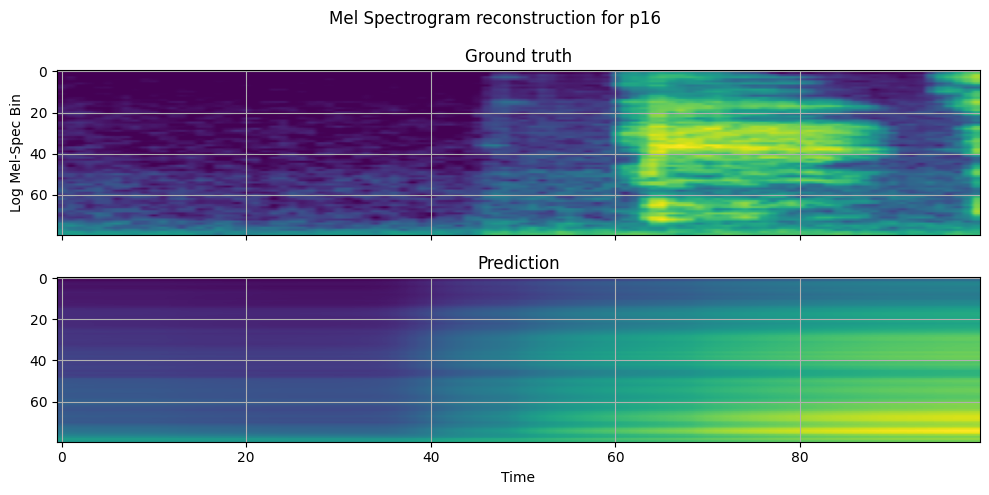 Mel Spectrogram reconstruction for p16
Ground truth
Log Mel-Spec Bin
0
20
40
60
Prediction
0
20
40
60
0 20 40 60 80
Time